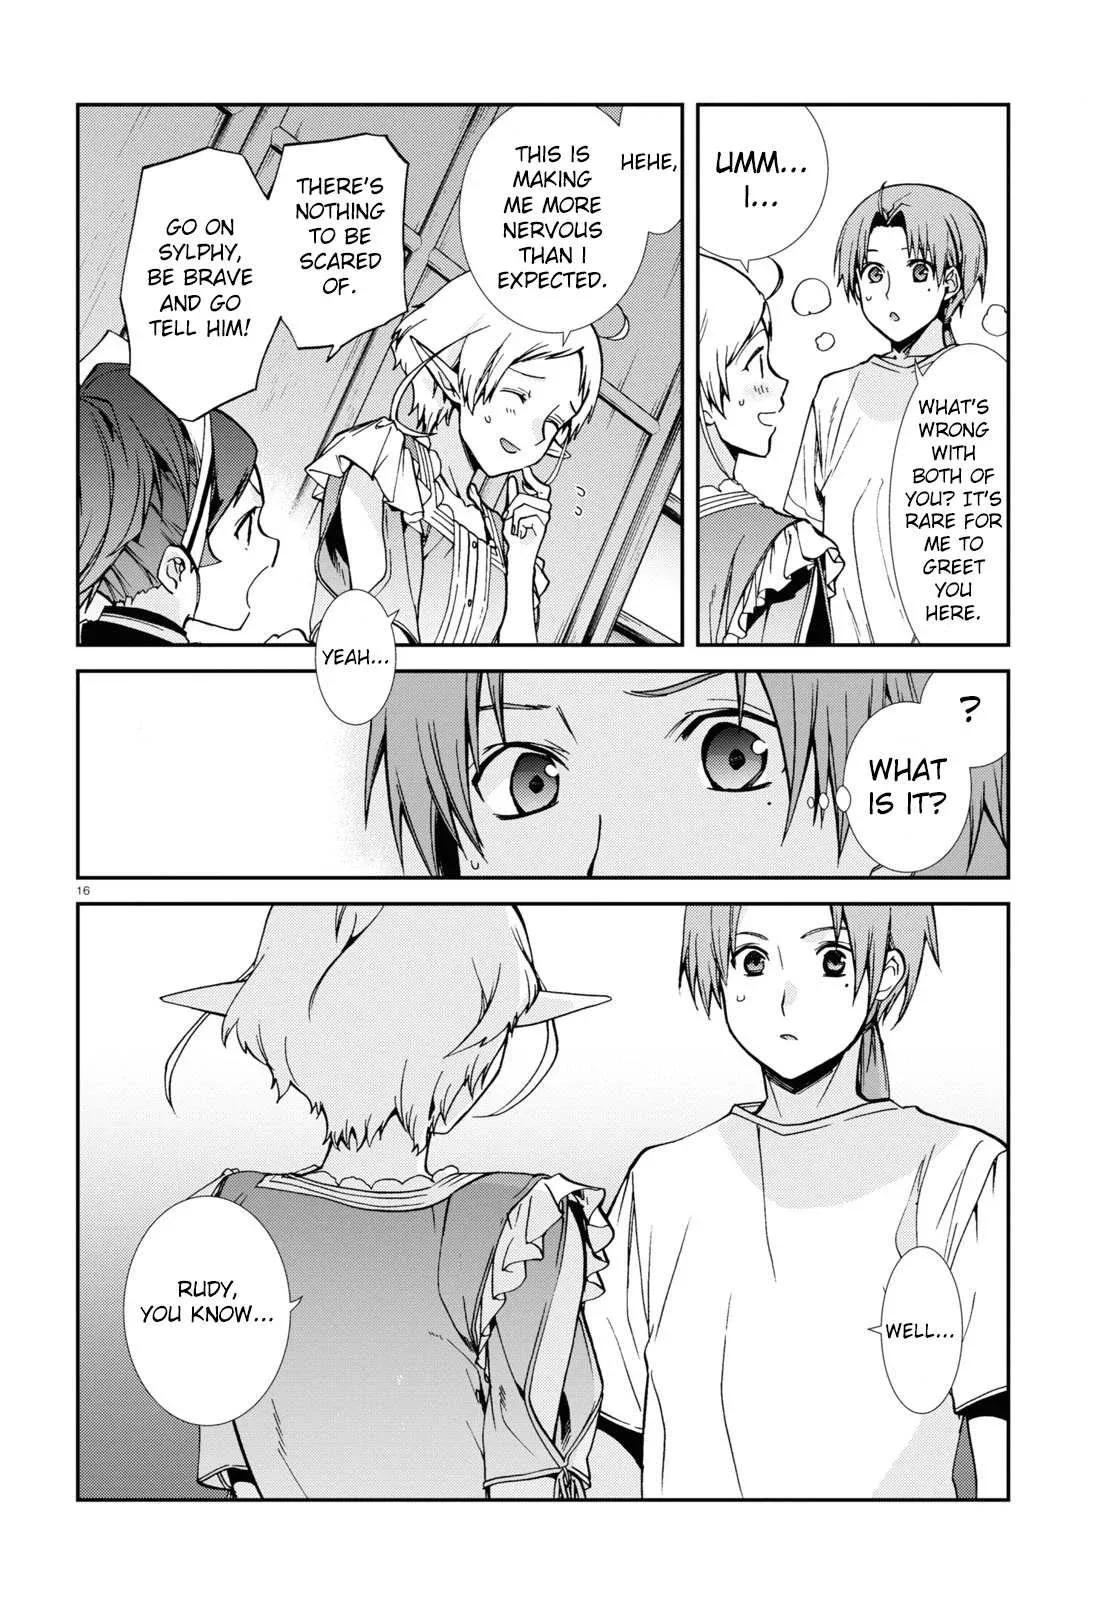 UMM...
I...
WHAT'S
WRONG
WITH
BOTH OF
YOU? IT'S
RARE FOR
ME TO
GREET
YOU
HERE.
HEHE,
THIS IS
MAKING
ME MORE
NERVOUS
THAN I
EXPECTED.
THERE'S
NOTHING
TO BE
SCARED
OF.
GO ON
SYLPHY,
BE BRAVE
AND GO
TELL HIM!
YEAH...
?
WHAT
IS IT?
16
WELL...
RUDY,
YOU KNOW...